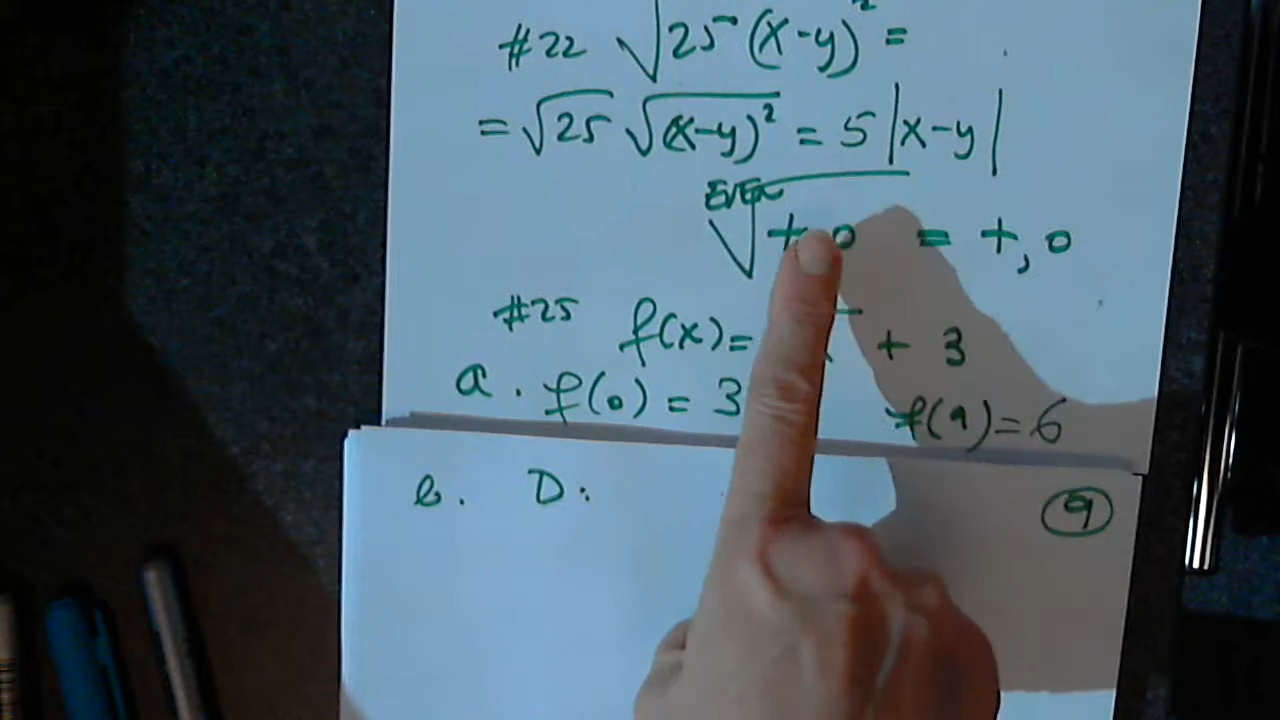 #22 √25(x-y)² =
= √25 √(x-y)² = 5|x-y|
EVEN√+, 0 = +, 0
#25 f(x)= + 3
a. f(0) = 3 f(9)=6
b. D:
9